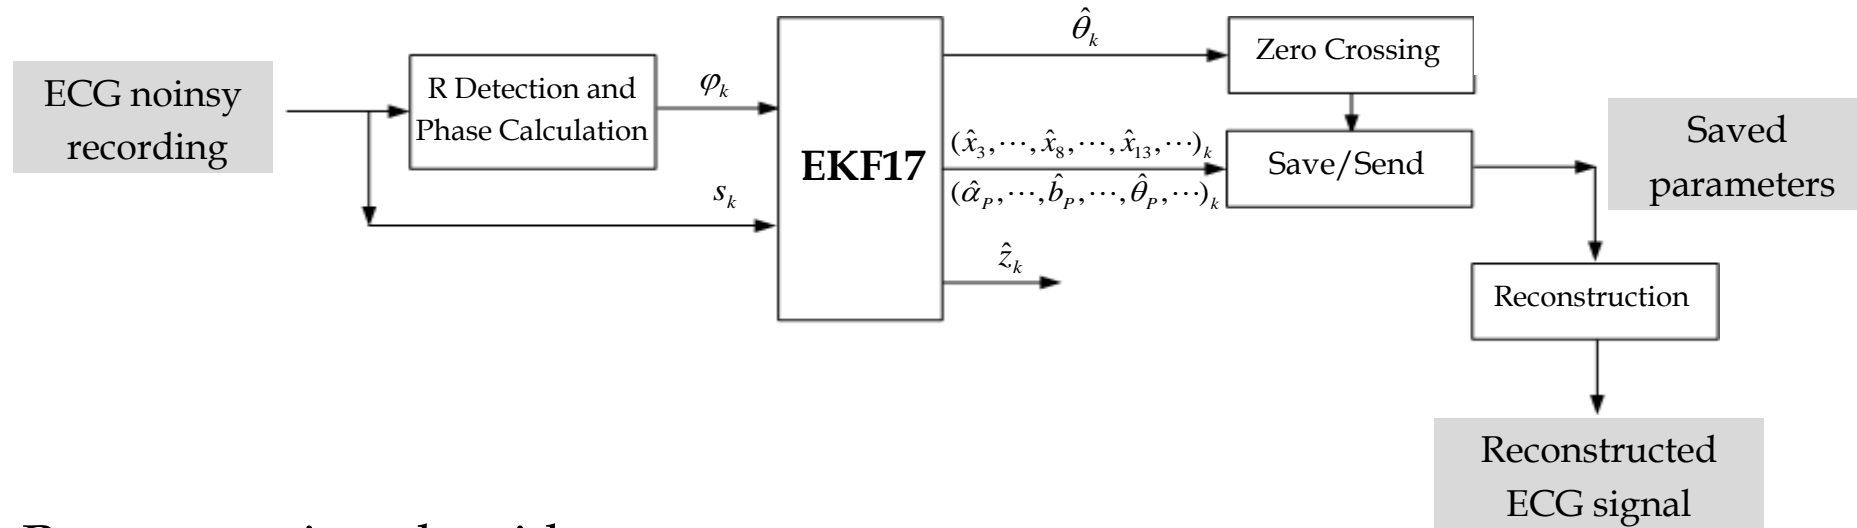 ECG noinsy
recording
R Detection and
Phase Calculation
φ_k
s_k
EKF17
θ̂_k
(x̂_3,⋯,x̂_8,⋯,x̂_13,⋯)_k
(α̂_P,⋯,b̂_P,⋯,θ̂_P,⋯)_k
ẑ_k
Zero Crossing
Save/Send
Saved
parameters
Reconstruction
Reconstructed
ECG signal